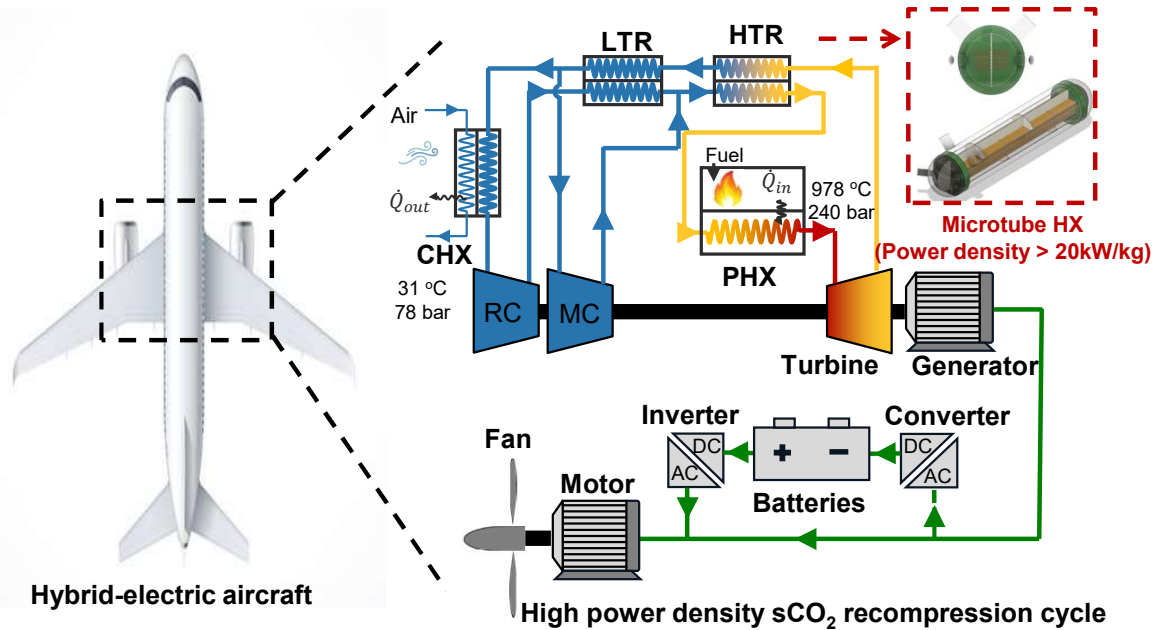 LTR
HTR
Air
Q̇out
CHX
Fuel
Q̇in
978 ºC
240 bar
PHX
Microtube HX
(Power density > 20kW/kg)
31 ºC
78 bar
RC
MC
Turbine
Generator
Inverter
Converter
DC
AC
+ −
DC
AC
Batteries
Fan
Motor
Hybrid-electric aircraft
High power density sCO₂ recompression cycle